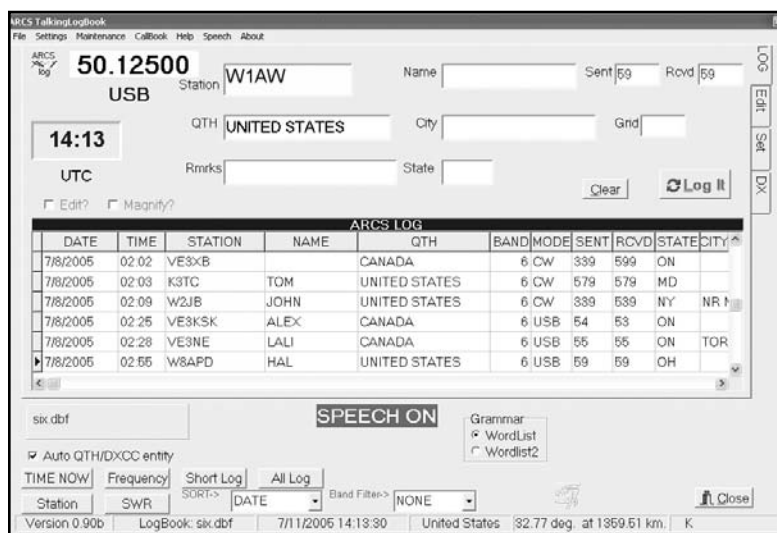 ARCS TalkingLogBook
File Settings Maintenance CallBook Help Speech About
ARCS log
50.12500
USB
Station W1AW Name Sent 59 Rcvd 59
14:13
UTC
QTH UNITED STATES City Grid
Rmrks State
Clear Log It
Edit? Magnify?
LOG
Edit
Set
DX
ARCS LOG
DATE TIME STATION NAME QTH BAND MODE SENT RCVD STATE CITY
7/8/2005 02:02 VE3XB CANADA 6 CW 339 599 ON
7/8/2005 02:03 K3TC TOM UNITED STATES 6 CW 579 579 MD
7/8/2005 02:09 W2JB JOHN UNITED STATES 6 CW 339 539 NY NR
7/8/2005 02:25 VE3KSK ALEX CANADA 6 USB 54 53 ON
7/8/2005 02:28 VE3NE LALI CANADA 6 USB 55 55 ON TOR
7/8/2005 02:55 W8APD HAL UNITED STATES 6 USB 59 59 OH
six.dbf
SPEECH ON
Grammar
WordList
Wordlist2
Auto QTH/DXCC entity
TIME NOW Frequency Short Log All Log
Station SWR SORT-> DATE Band Filter-> NONE Close
Version 0.90b LogBook: six.dbf 7/11/2005 14:13:30 United States 32.77 deg. at 1359.51 km. K